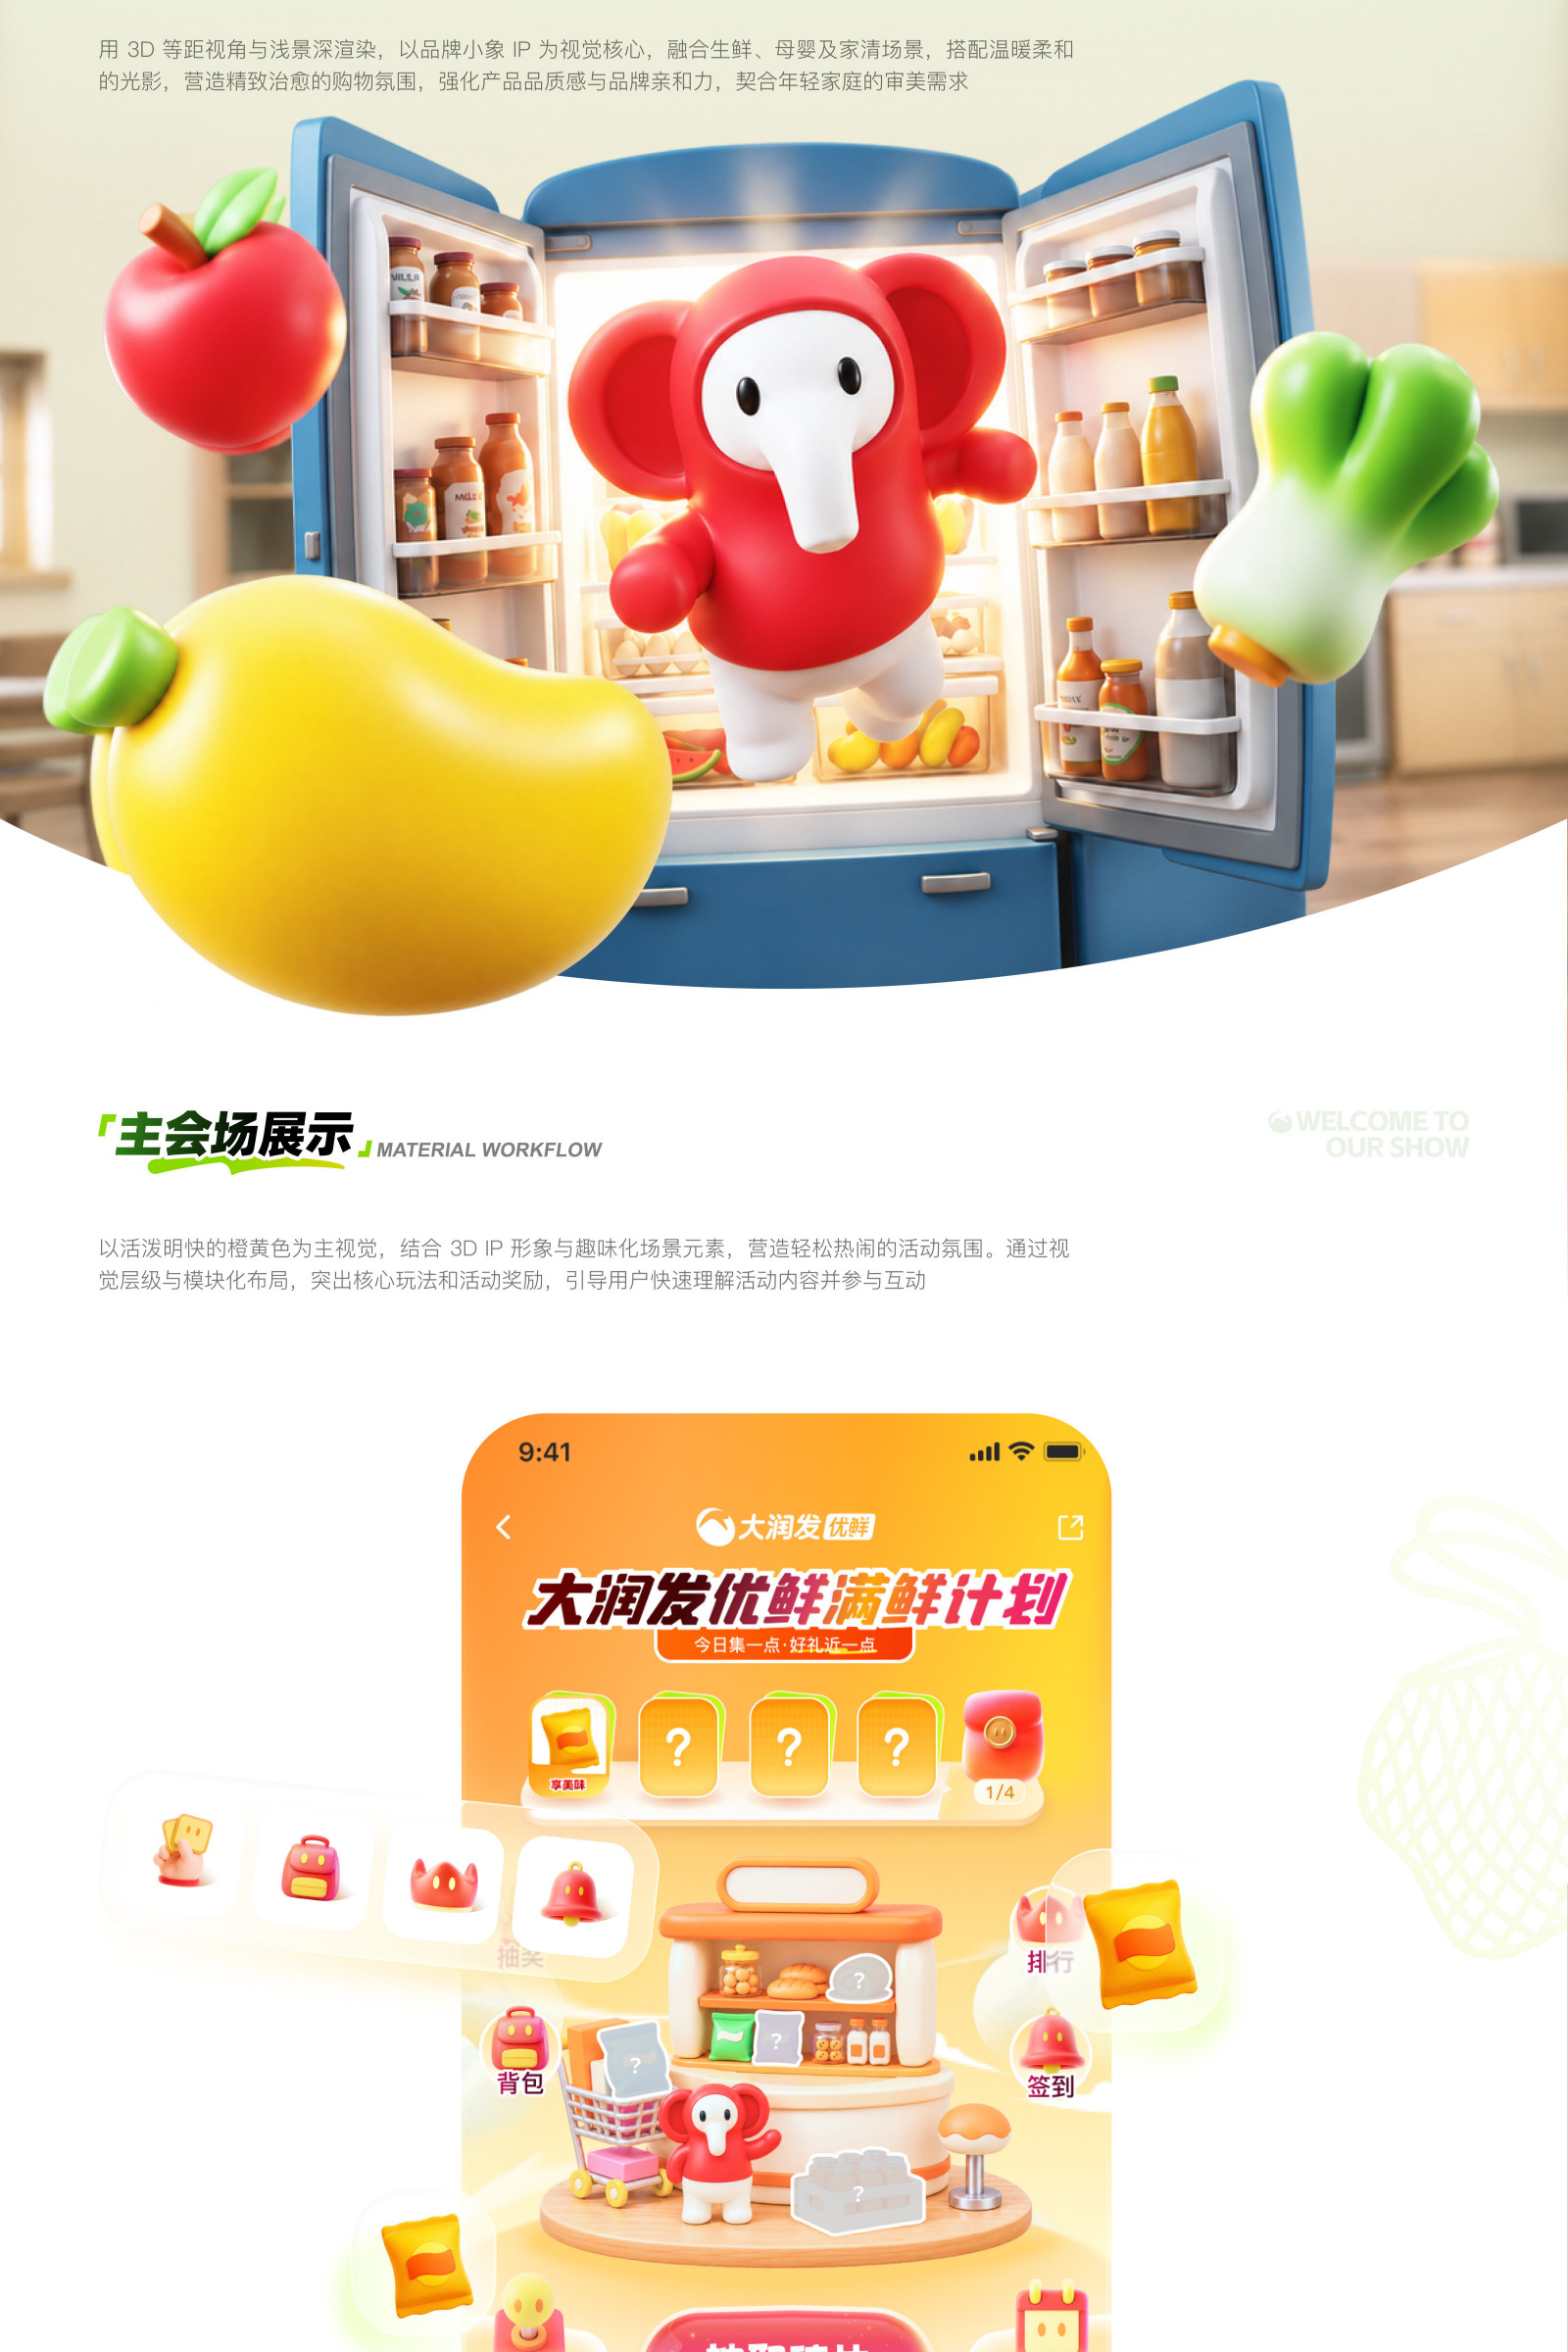 用 3D 等距视角与浅景深渲染，以品牌小象 IP 为视觉核心，融合生鲜、母婴及家清场景，搭配温暖柔和
的光影，营造精致治愈的购物氛围，强化产品品质感与品牌亲和力，契合年轻家庭的审美需求
「主会场展示」MATERIAL WORKFLOW
WELCOME TO
OUR SHOW
以活泼明快的橙黄色为主视觉，结合 3D IP 形象与趣味化场景元素，营造轻松热闹的活动氛围。通过视
觉层级与模块化布局，突出核心玩法和活动奖励，引导用户快速理解活动内容并参与互动
9:41
大润发优鲜
大润发优鲜满鲜计划
今日集一点·好礼近一点
? ? ?
享美味
1/4
抽奖
排行
?
?
?
背包
签到
?